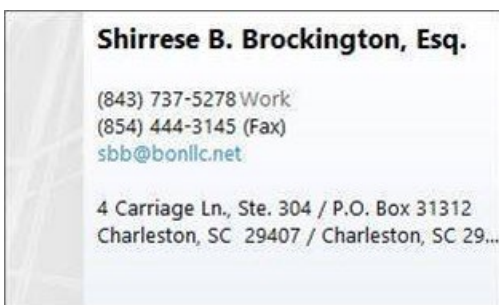 Shirrese B. Brockington, Esq.
(843) 737-5278 Work
(854) 444-3145 (Fax)
sbb@bonllc.net
4 Carriage Ln., Ste. 304 / P.O. Box 31312
Charleston, SC 29407 / Charleston, SC 29...